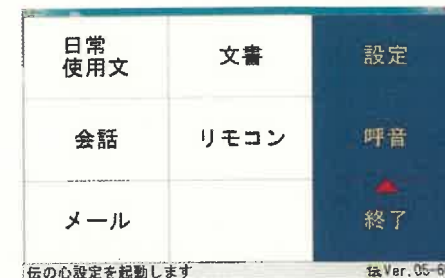 日常
使用文
文書
設定
会話
リモコン
呼音
メール
終了
伝の心設定を起動します
Ver.05-6